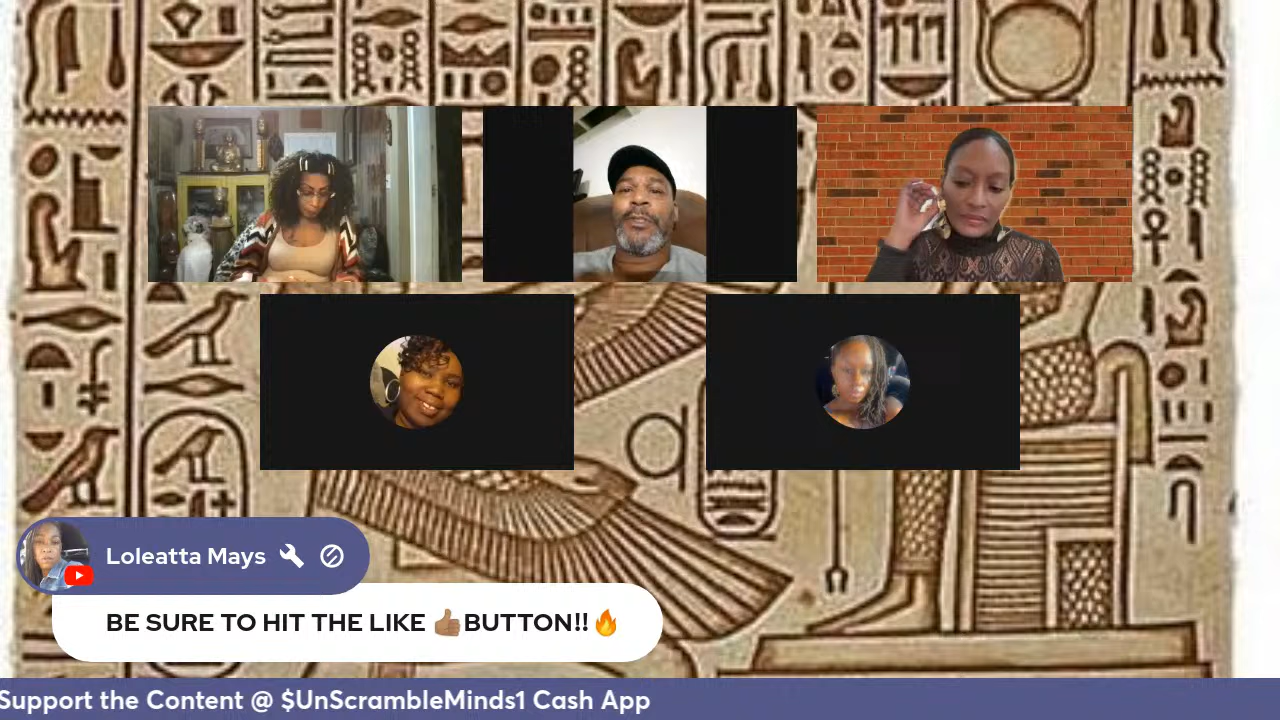 Loleatta Mays
BE SURE TO HIT THE LIKE 👍🏽BUTTON!!🔥
Support the Content @ $UnScrambleMinds1 Cash App